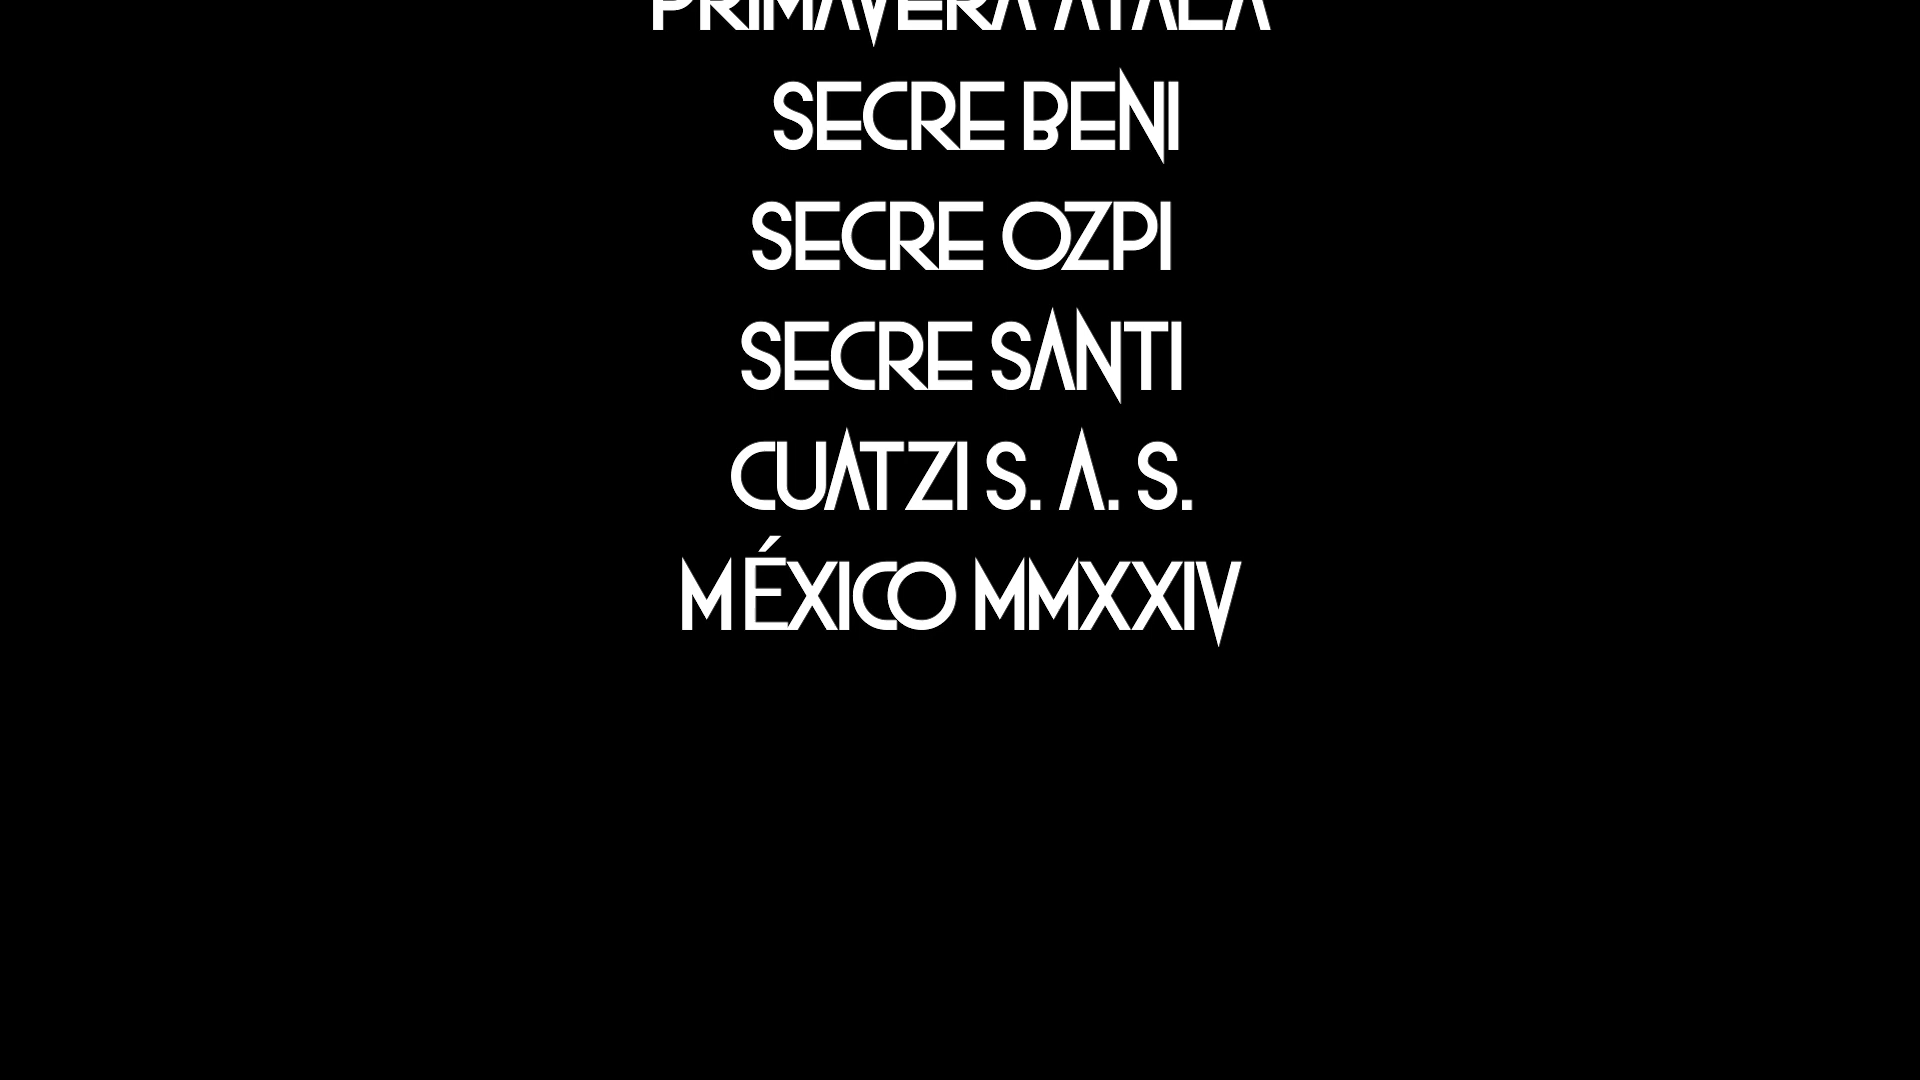 PRIMAVERA AYALA
SECRE BENI
SECRE OZPI
SECRE SANTI
CUATZI S. A. S.
MÉXICO MMXXIV